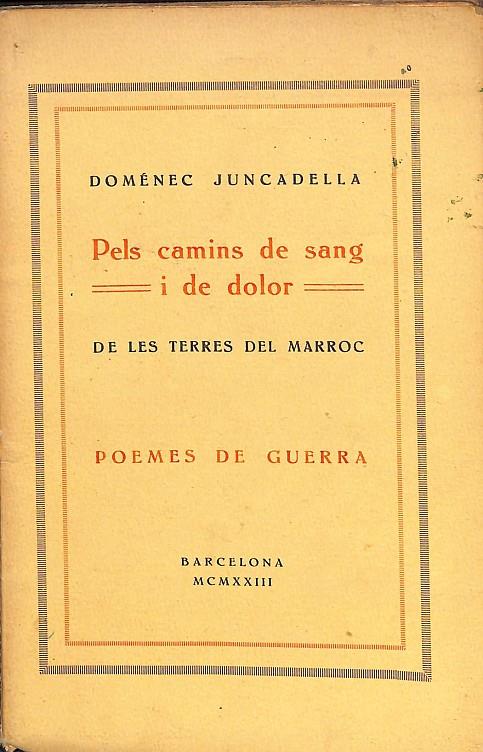 DOMÉNEC JUNCADELLA
Pels camins de sang
i de dolor
DE LES TERRES DEL MARROC
POEMES DE GUERRA
BARCELONA
MCMXXIII